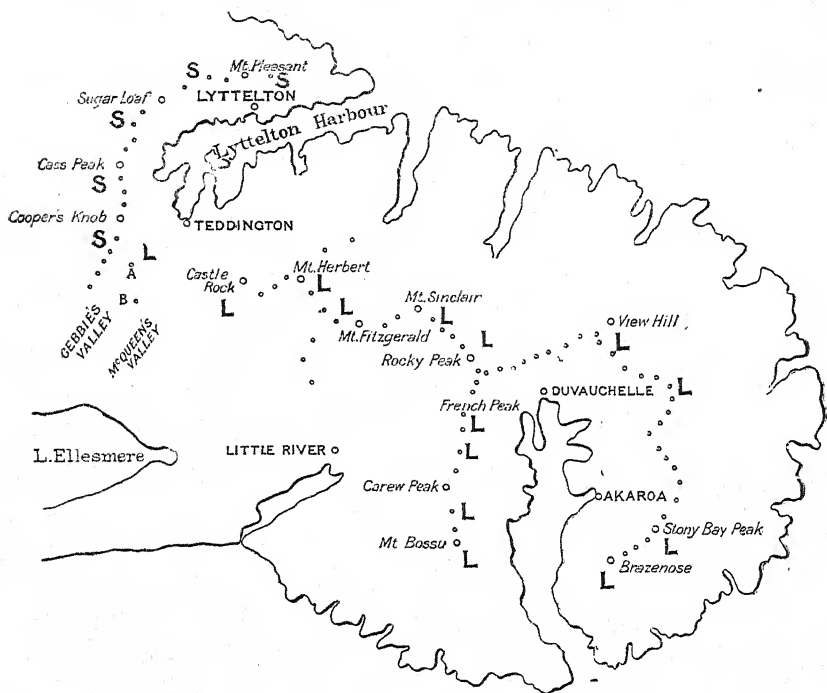 S
Mt. Pleasant
S
Sugar Loaf
LYTTELTON
S
Lyttelton Harbour
Cass Peak
S
Cooper's Knob
TEDDINGTON
S
L
A
Castle
Rock
Mt. Herbert
L
B
L
GEBBIE'S
VALLEY
McQUEEN'S
VALLEY
L
Mt. Fitzgerald
Mt. Sinclair
L
L
Rocky Peak
View Hill
L
DUVAUCHELLE
L
French Peak
L
L. Ellesmere
LITTLE RIVER
L
Carew Peak
AKAROA
L
Mt Bossu
L
Stony Bay Peak
L
Brazenose
L